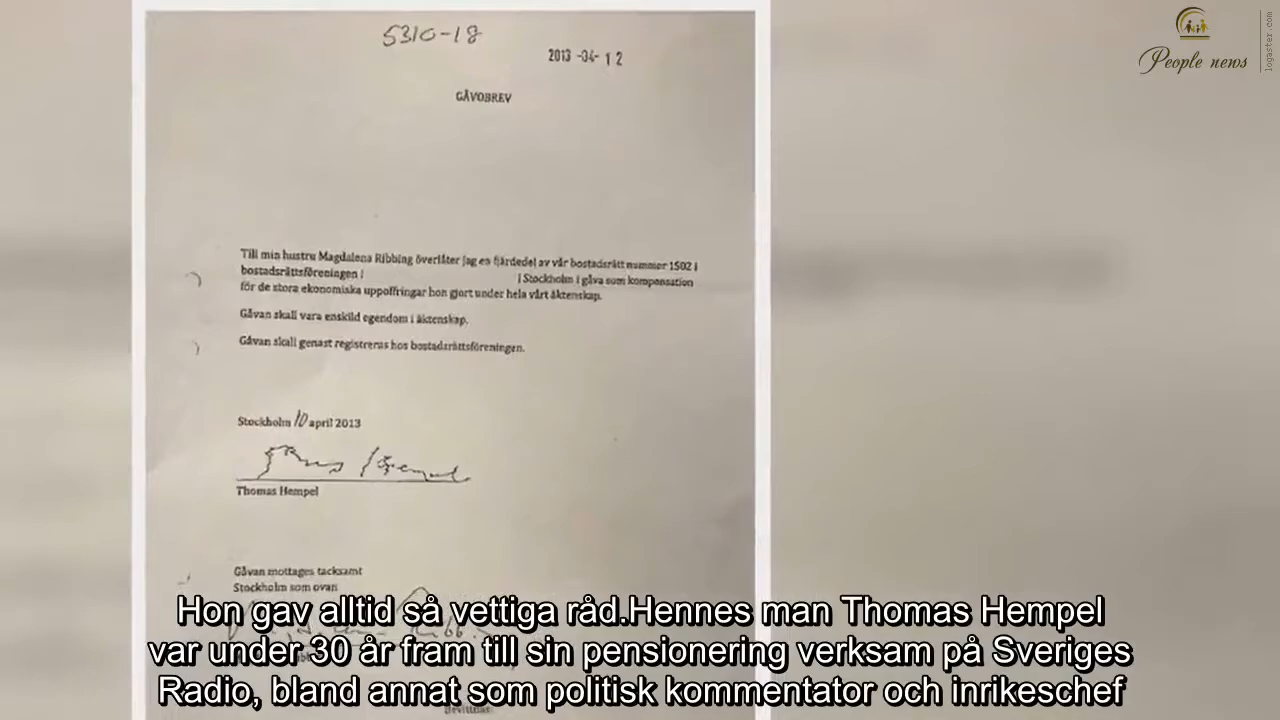 5310-18
2013 -04- 12
GÅVOBREV
People news
logaster.com
Till min hustru Magdalena Ribbing överlåter jag en fjärdedel av vår bostadsrätt nummer 1502 i
bostadsrättsföreningen i Stockholm i gåva som kompensation
för de stora ekonomiska uppoffringar hon gjort under hela vårt äktenskap.
Gåvan skall vara enskild egendom i äktenskap.
Gåvan skall genast registreras hos bostadsrättsföreningen.
Stockholm 10 april 2013
Thomas Hempel
Thomas Hempel
Gåvan mottages tacksamt
Stockholm som ovan
Hon gav alltid så vettiga råd.Hennes man Thomas Hempel
var under 30 år fram till sin pensionering verksam på Sveriges
Radio, bland annat som politisk kommentator och inrikeschef